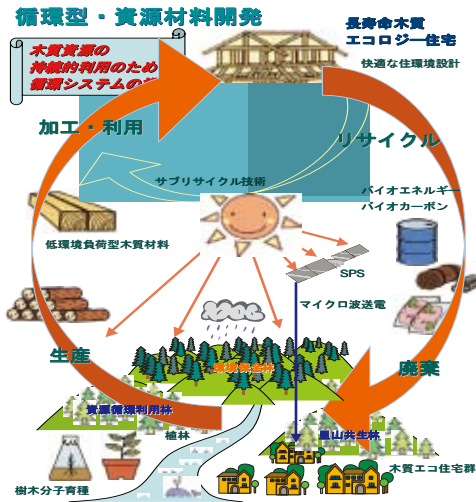 循環型・資源材料開発
木質資源の
持続的利用のため
循環システムの
長寿命木質
エコロジー住宅
快適な住環境設計
加工・利用
リサイクル
サブリサイクル技術
バイオエネルギー
バイオカーボン
低環境負荷型木質材料
SPS
マイクロ波送電
生産
環境保全林
廃棄
資源循環利用林
植林
里山共生林
木質エコ住宅群
樹木分子育種